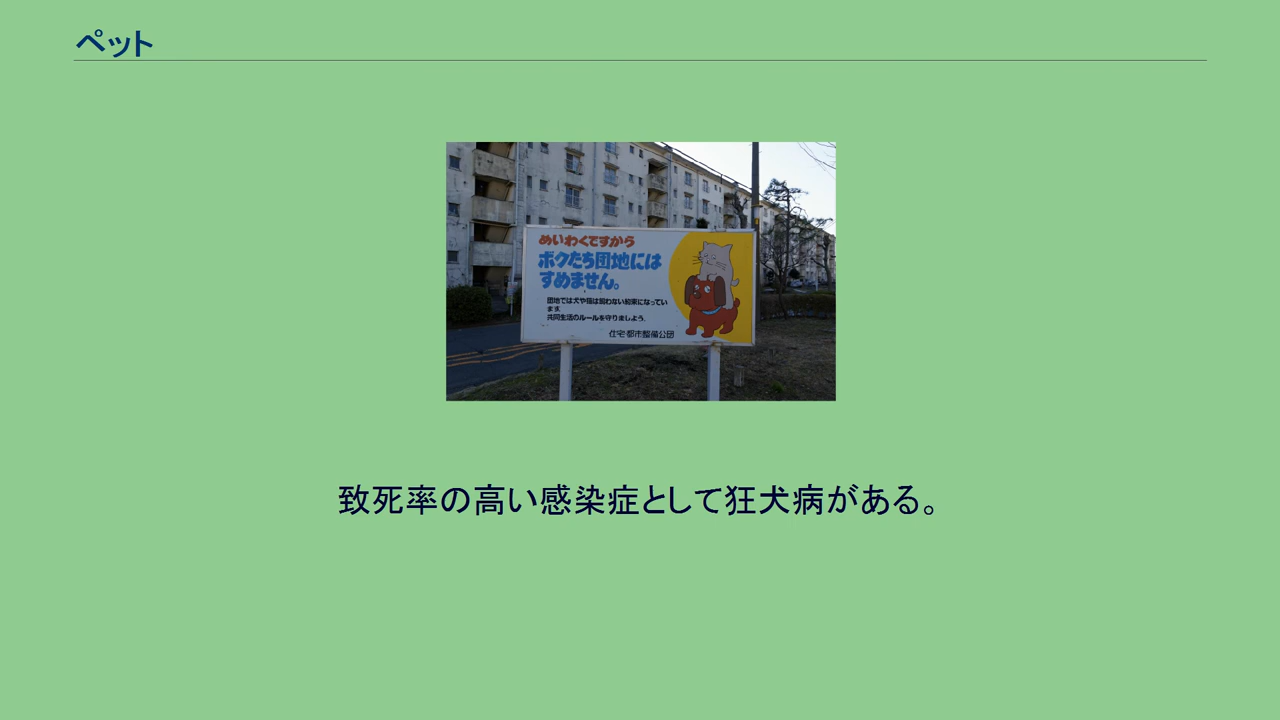 ペット
めいわくですから
ボクたち団地には
すめません。
団地では犬や猫は飼わない約束になってい
ます。
共同生活のルールを守りましょう。
住宅・都市整備公団
致死率の高い感染症として狂犬病がある。